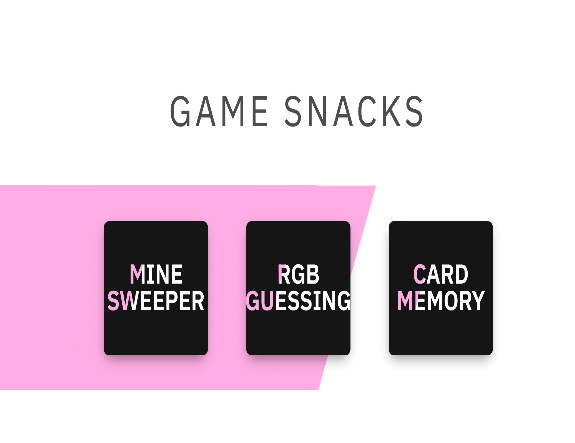 GAME SNACKS
MINE
SWEEPER
RGB
GUESSING
CARD
MEMORY